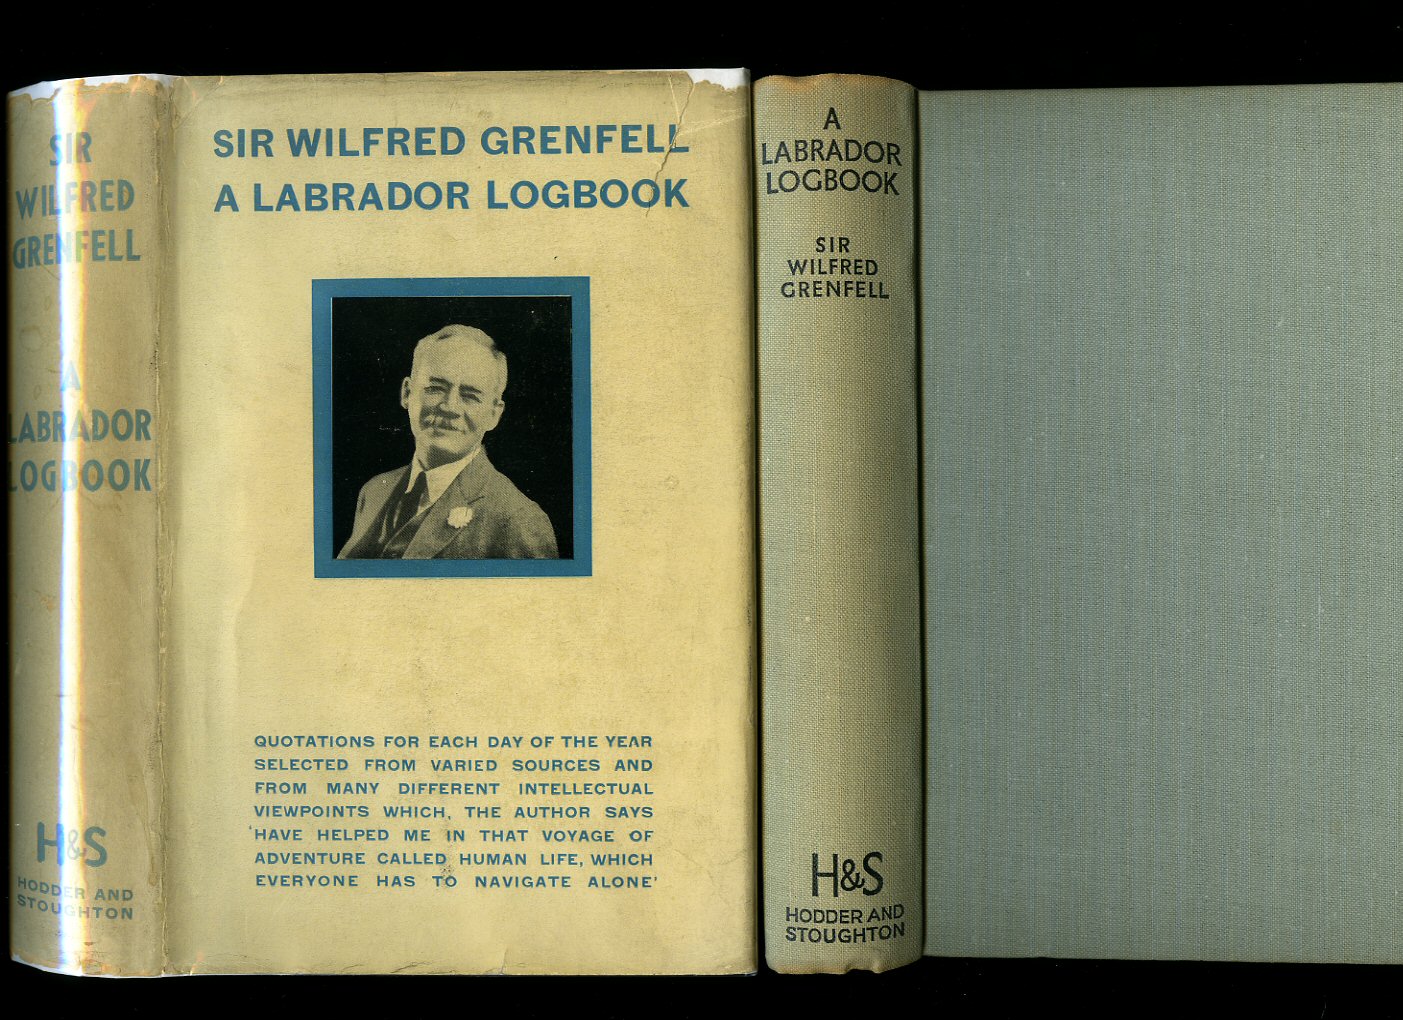 SIR
WILFRED
GRENFELL
A
LABRADOR
LOGBOOK
H&S
HODDER AND
STOUGHTON
SIR WILFRED GRENFELL
A LABRADOR LOGBOOK
QUOTATIONS FOR EACH DAY OF THE YEAR
SELECTED FROM VARIED SOURCES AND
FROM MANY DIFFERENT INTELLECTUAL
VIEWPOINTS WHICH, THE AUTHOR SAYS
'HAVE HELPED ME IN THAT VOYAGE OF
ADVENTURE CALLED HUMAN LIFE, WHICH
EVERYONE HAS TO NAVIGATE ALONE'
A
LABRADOR
LOGBOOK
SIR
WILFRED
GRENFELL
H&S
HODDER AND
STOUGHTON